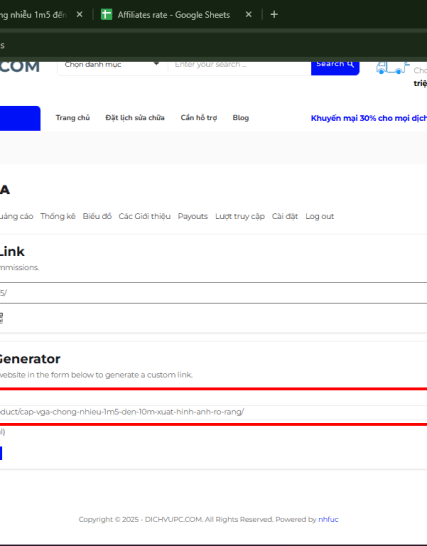 ng nhiễu 1m5 đến
Affiliates rate - Google Sheets
s
COM
Chọn danh mục
Enter your search ...
Search
Cho
triệ
Trang chủ Đặt lịch sửa chữa Cần hỗ trợ Blog
Khuyến mại 30% cho mọi dịch
A
uảng cáo Thống kê Biểu đồ Các Giới thiệu Payouts Lượt truy cập Cài đặt Log out
Link
mmissions.
5/
Generator
website in the form below to generate a custom link.
duct/cap-vga-chong-nhieu-1m5-den-10m-xuat-hinh-anh-ro-rang/
l)
Copyright © 2025 - DICHVUPC.COM. All Rights Reserved. Powered by nhfuc